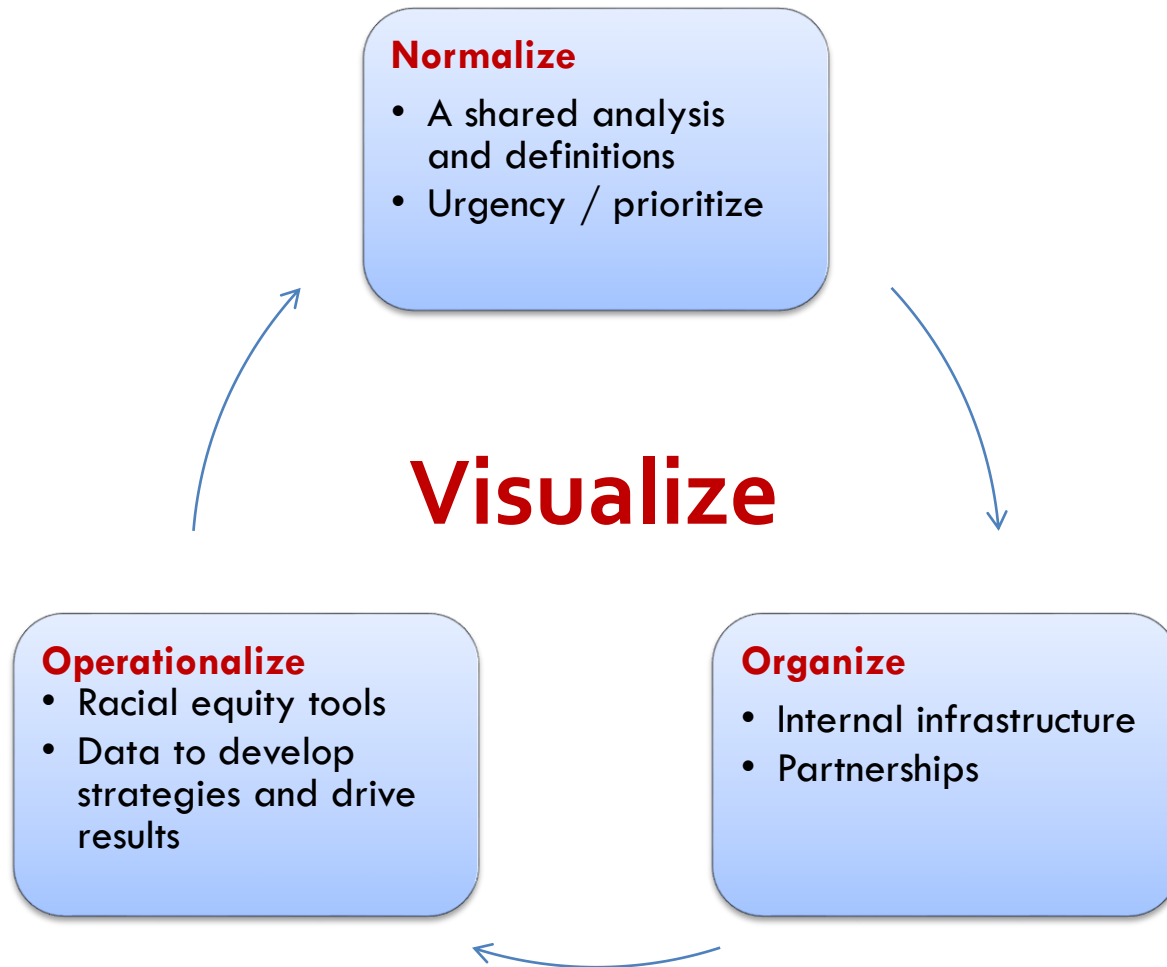 Normalize
• A shared analysis
and definitions
• Urgency / prioritize
Visualize
Operationalize
• Racial equity tools
• Data to develop
strategies and drive
results
Organize
• Internal infrastructure
• Partnerships